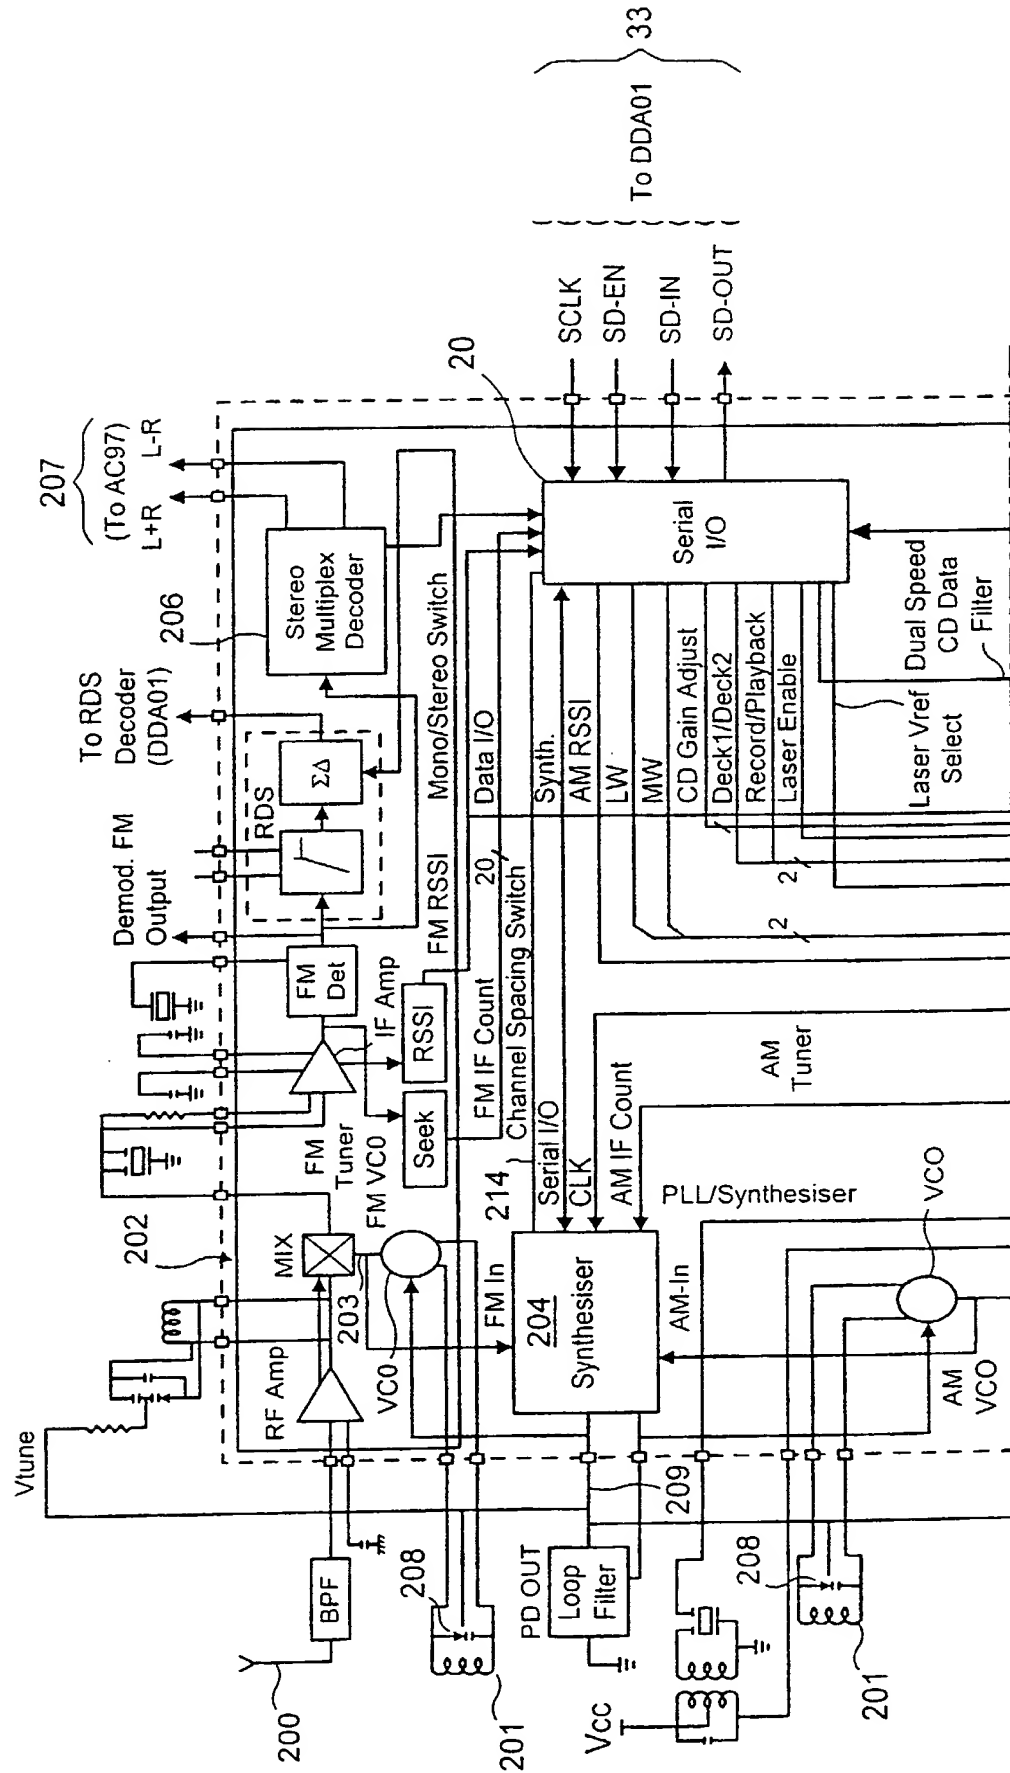 33
To DDA01
SCLK
SD-EN
SD-IN
SD-OUT
20
207
(To AC97)
L+R
L-R
206
Stereo
Multiplex
Decoder
To RDS
Decoder
(DDA01)
RDS
ΣΔ
Demod. FM
Output
FM
Det
IF Amp
RSSI
Seek
FM
Tuner
FM VC0
FM RSSI
Mono/Stereo Switch
FM IF Count
20
Data I/O
Channel Spacing Switch
214
Serial I/O
Synth.
CLK
AM RSSI
AM IF Count
LW
MW
CD Gain Adjust
Deck1/Deck2
Record/Playback
Laser Enable
Serial
I/O
Dual Speed
CD Data
Filter
Laser Vref
Select
2
2
AM
Tuner
202
MIX
203
RF Amp
VC0
FM In
204
Synthesiser
AM-In
PLL/Synthesiser
VCO
AM
VCO
Vtune
BPF
200
208
201
PD OUT
Loop
Filter
209
Vcc
208
201